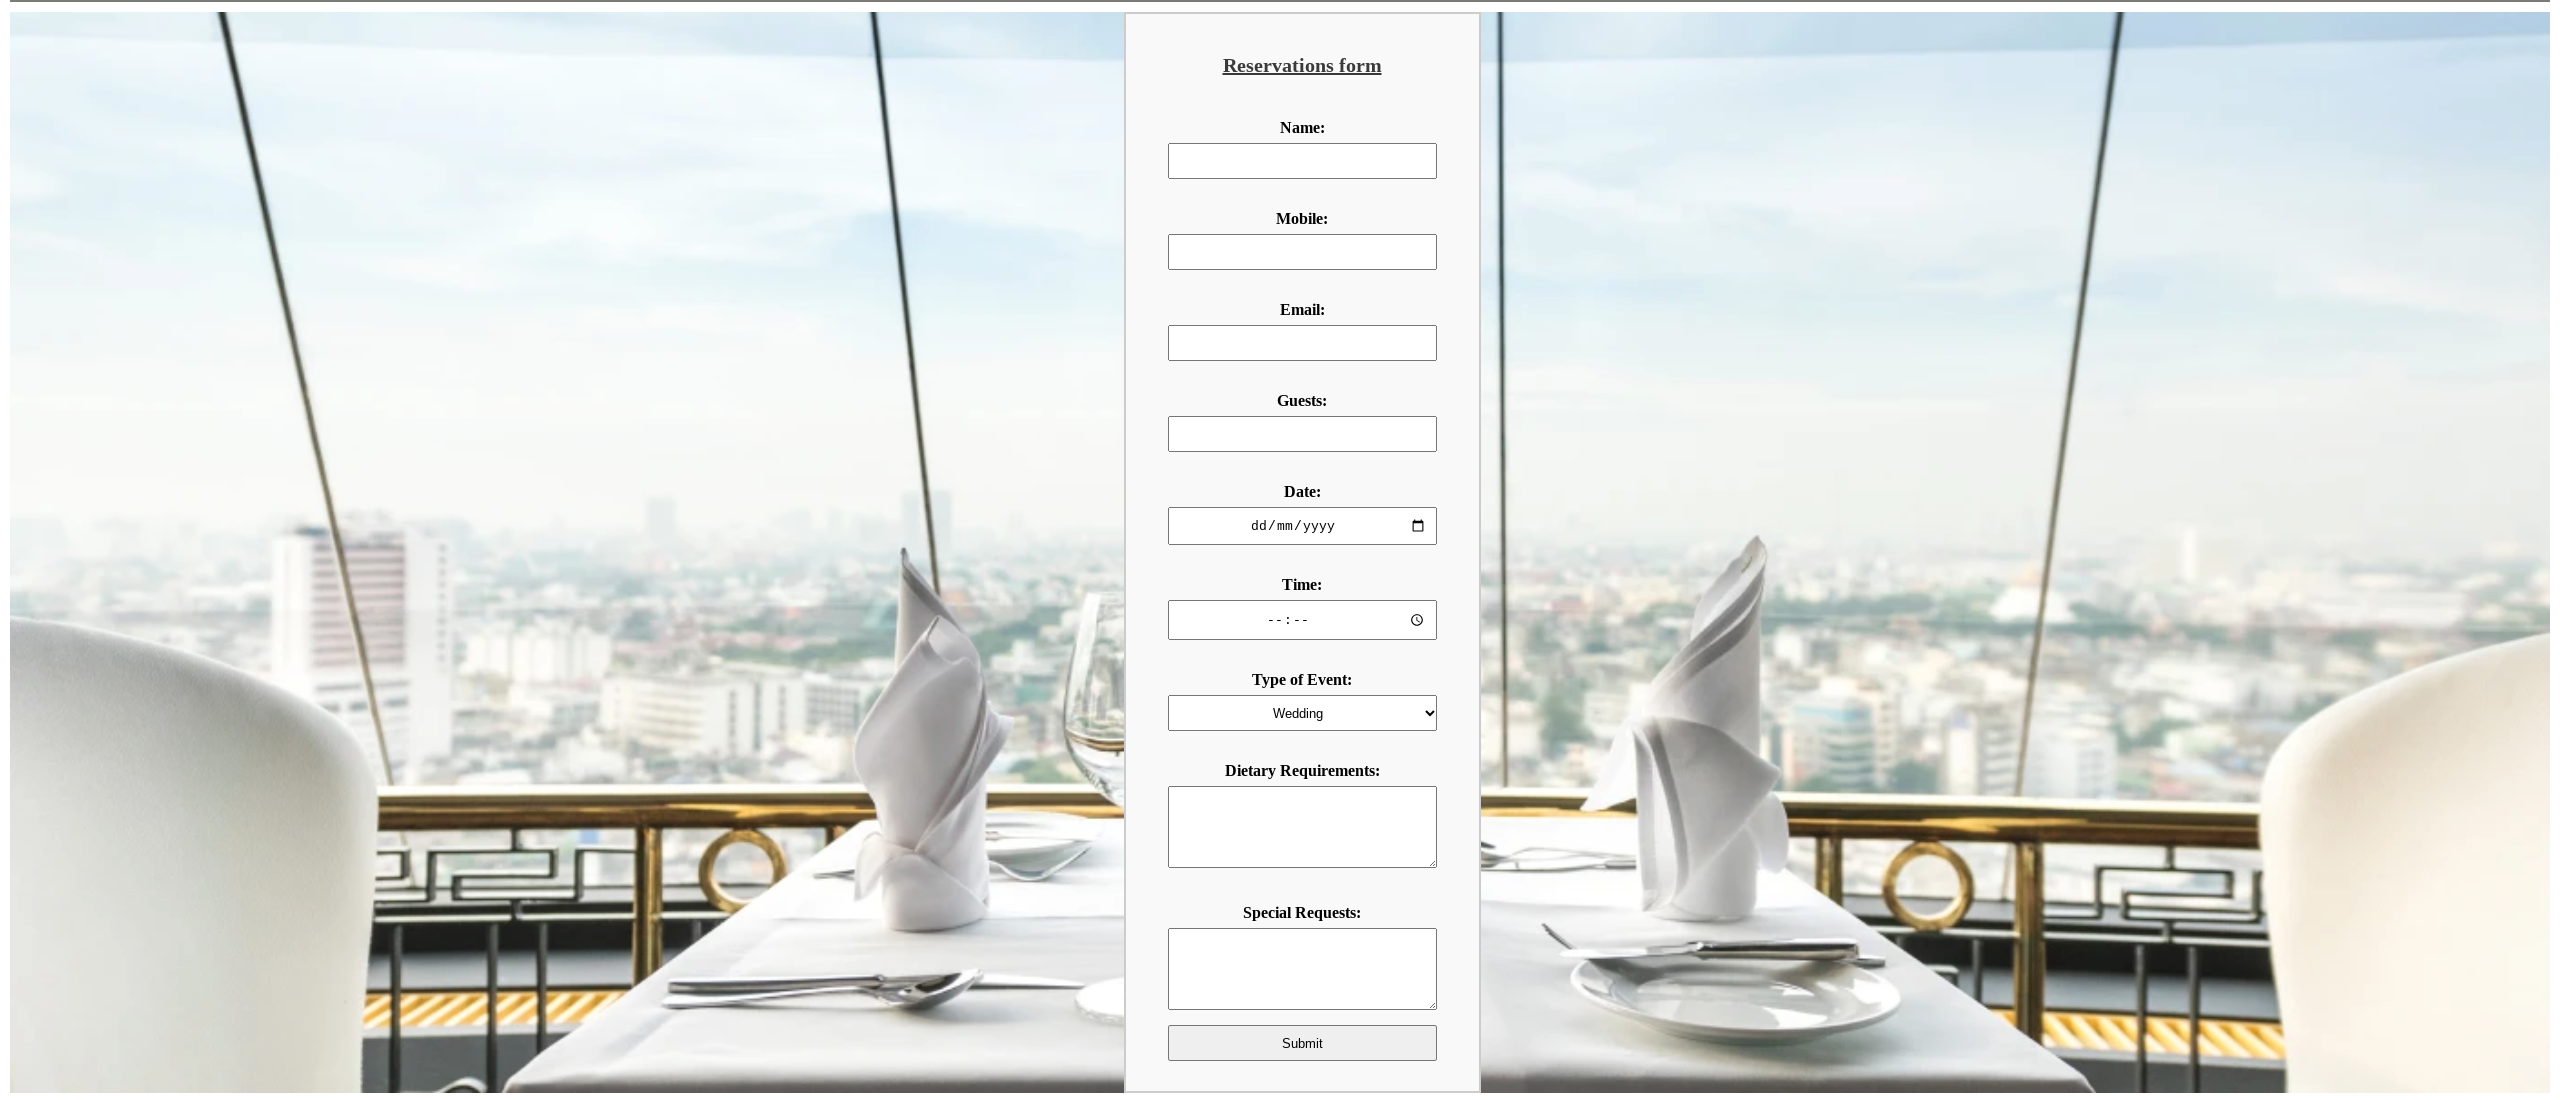 Reservations form
Name:
Mobile:
Email:
Guests:
Date:
dd/mm/yyyy
Time:
--:--
Type of Event:
Wedding
Dietary Requirements:
Special Requests:
Submit